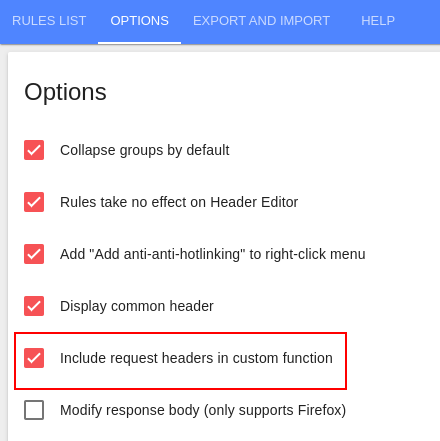 RULES LIST OPTIONS EXPORT AND IMPORT HELP
Options
Collapse groups by default
Rules take no effect on Header Editor
Add "Add anti-anti-hotlinking" to right-click menu
Display common header
Include request headers in custom function
Modify response body (only supports Firefox)